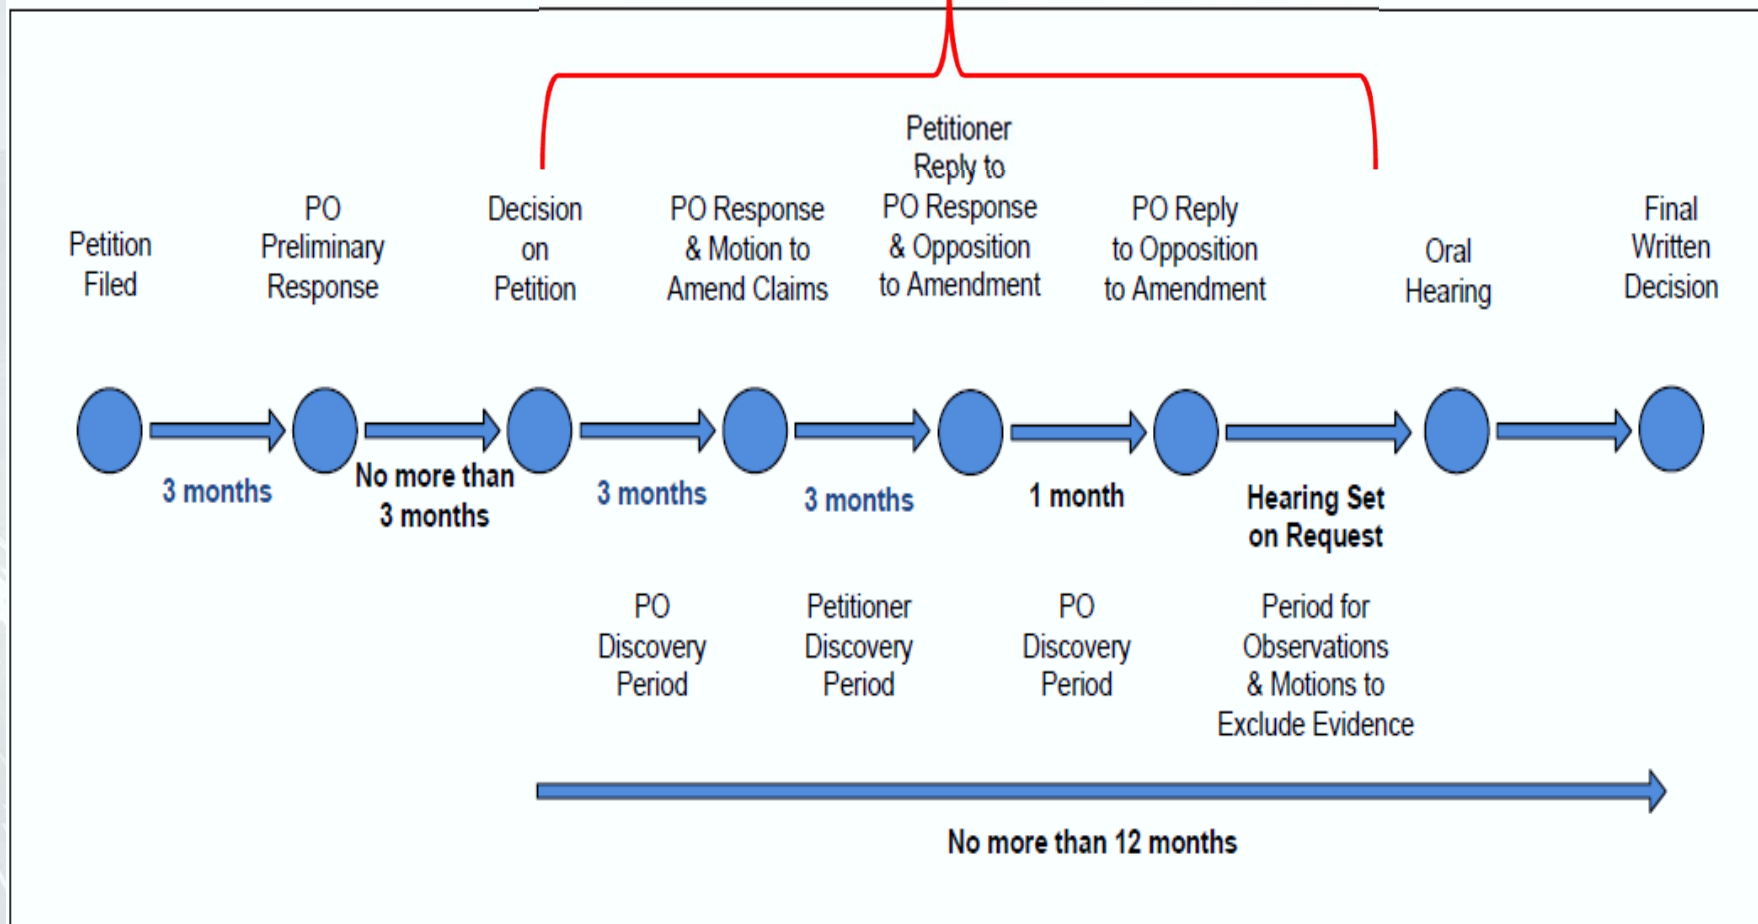 Petition
Filed
PO
Preliminary
Response
Decision
on
Petition
PO Response
& Motion to
Amend Claims
Petitioner
Reply to
PO Response
& Opposition
to Amendment
PO Reply
to Opposition
to Amendment
Oral
Hearing
Final
Written
Decision
3 months
No more than
3 months
3 months
3 months
1 month
Hearing Set
on Request
PO
Discovery
Period
Petitioner
Discovery
Period
PO
Discovery
Period
Period for
Observations
& Motions to
Exclude Evidence
No more than 12 months